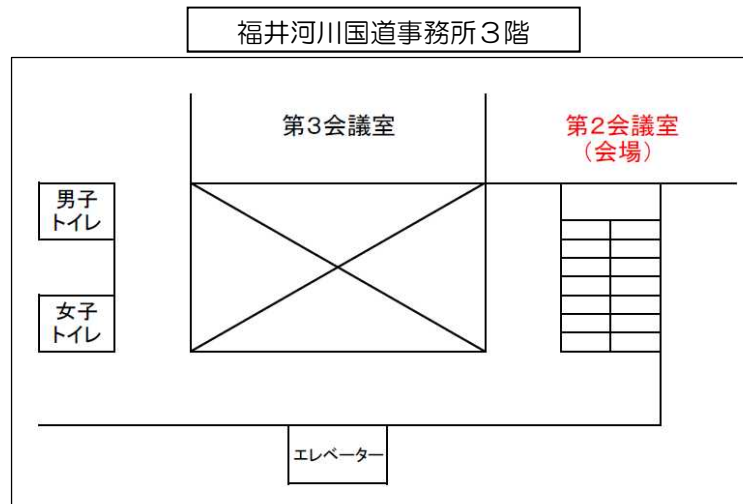 福井河川国道事務所３階
第３会議室
第２会議室
（会場）
男子
トイレ
女子
トイレ
エレベーター